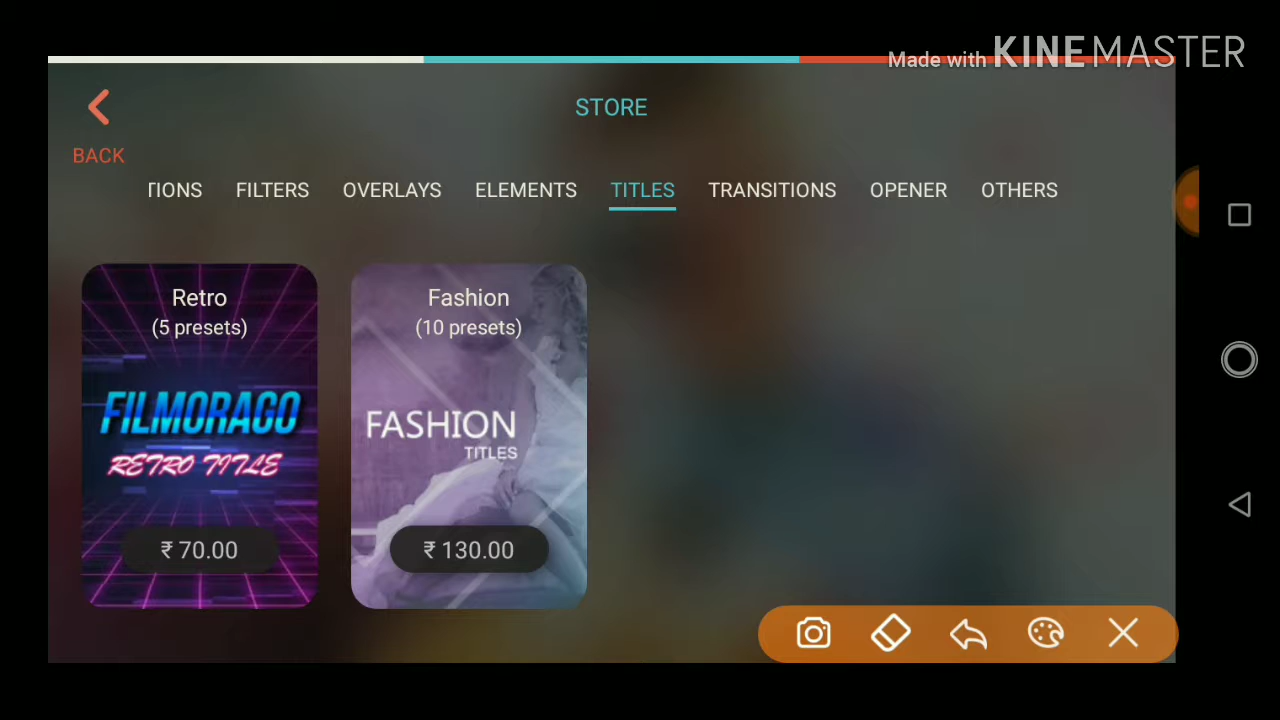 Made with KINEMASTER
STORE
BACK
TIONS FILTERS OVERLAYS ELEMENTS TITLES TRANSITIONS OPENER OTHERS
Retro
(5 presets)
FILMORAGO
RETRO TITLE
₹ 70.00
Fashion
(10 presets)
FASHION
TITLES
₹ 130.00